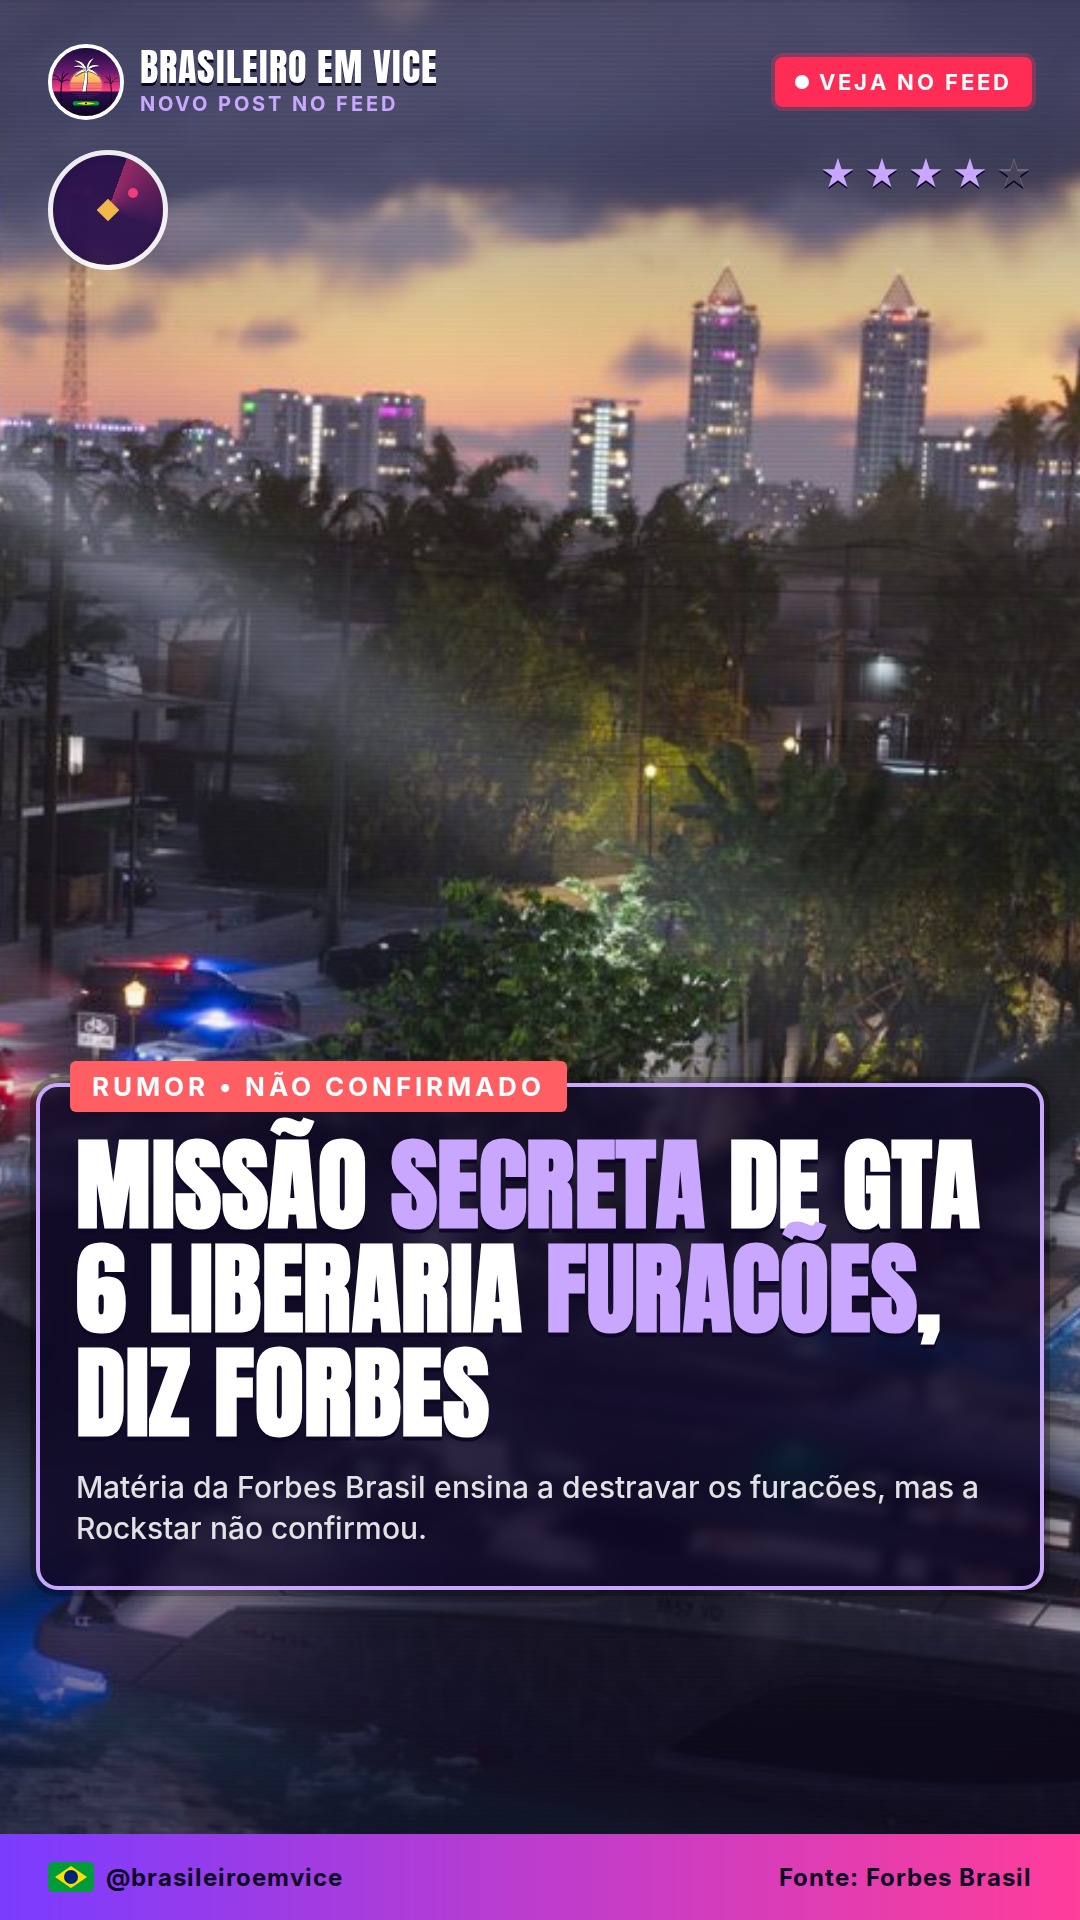 BRASILEIRO EM VICE
NOVO POST NO FEED
VEJA NO FEED
RUMOR • NÃO CONFIRMADO
MISSÃO SECRETA DE GTA
6 LIBERARIA FURACÕES,
DIZ FORBES
Matéria da Forbes Brasil ensina a destravar os furacões, mas a
Rockstar não confirmou.
@brasileiroemvice
Fonte: Forbes Brasil